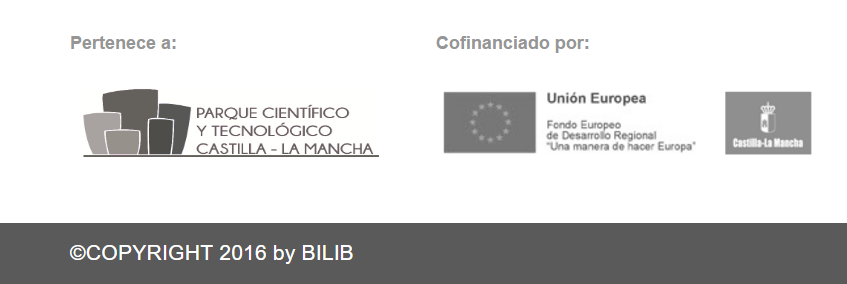 Pertenece a:
Cofinanciado por:
PARQUE CIENTÍFICO
Y TECNOLÓGICO
CASTILLA - LA MANCHA
Unión Europea
Fondo Europeo
de Desarrollo Regional
"Una manera de hacer Europa"
Castilla-La Mancha
©COPYRIGHT 2016 by BILIB